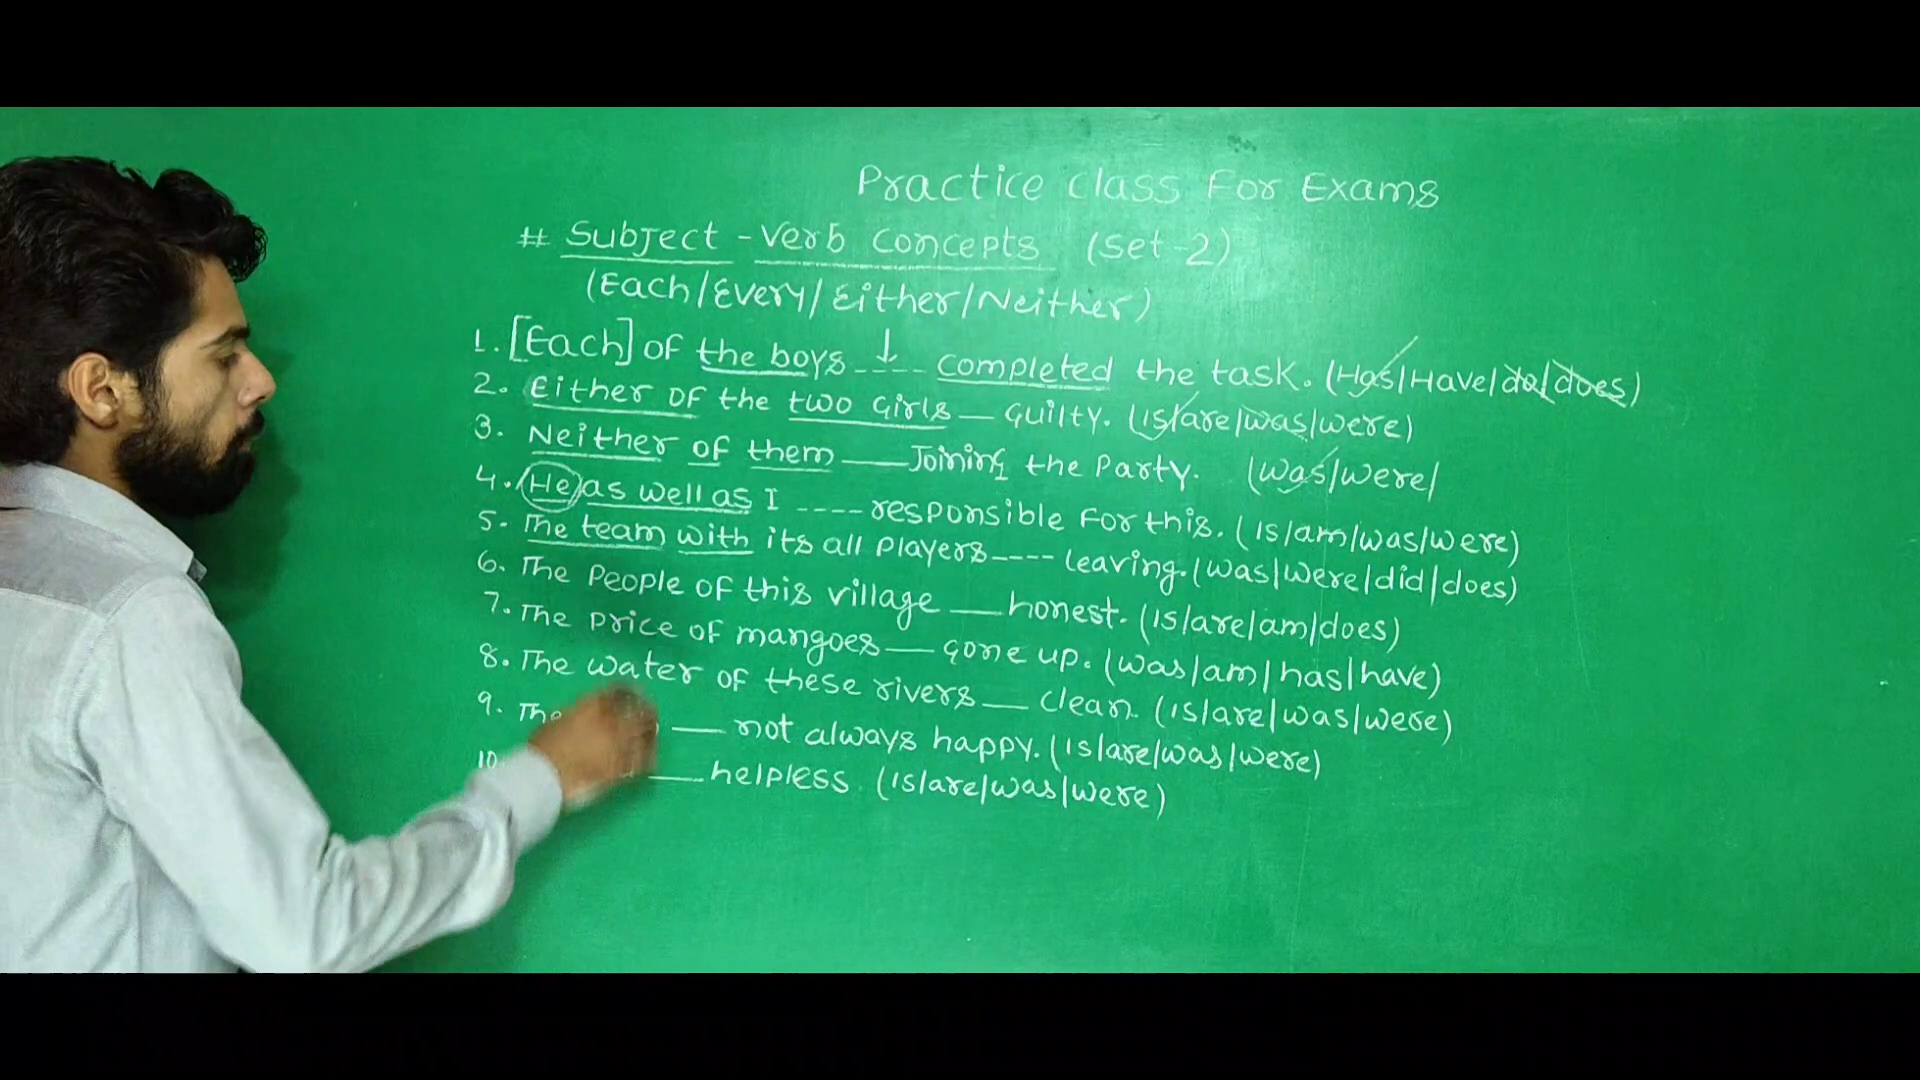 Practice Class For Exams
# Subject - Verb Concepts (Set-2)
(Each/Every/Either/Neither)
1. [Each] of the boys ---- completed the task. (Has/Have/do/does)
2. Either of the two Girls — Guilty. (is/are/was/were)
3. Neither of them — Joining the Party. (was/were/
4. He as well as I ---- responsible for this. (is/am/was/were)
5. The team with its all players ---- leaving. (was/were/did/does)
6. The People of this village — honest. (is/are/am/does)
7. The price of mangoes — gone up. (was/am/has/have)
8. The water of these rivers — clean. (is/are/was/were)
9. The — not always happy. (is/are/was/were)
10. — helpless. (is/are/was/were)